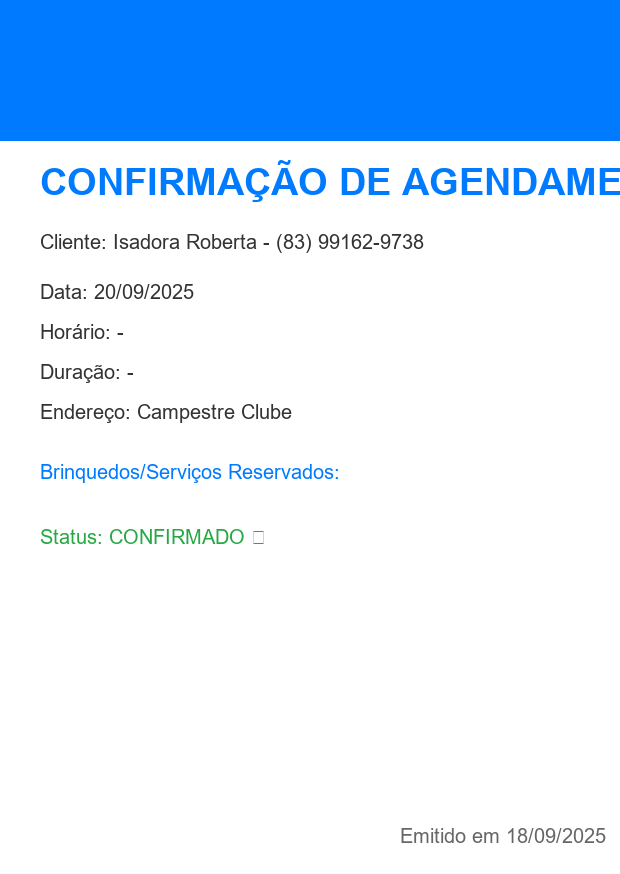 CONFIRMAÇÃO DE AGENDAME
Cliente: Isadora Roberta - (83) 99162-9738
Data: 20/09/2025
Horário: -
Duração: -
Endereço: Campestre Clube
Brinquedos/Serviços Reservados:
Status: CONFIRMADO
Emitido em 18/09/2025